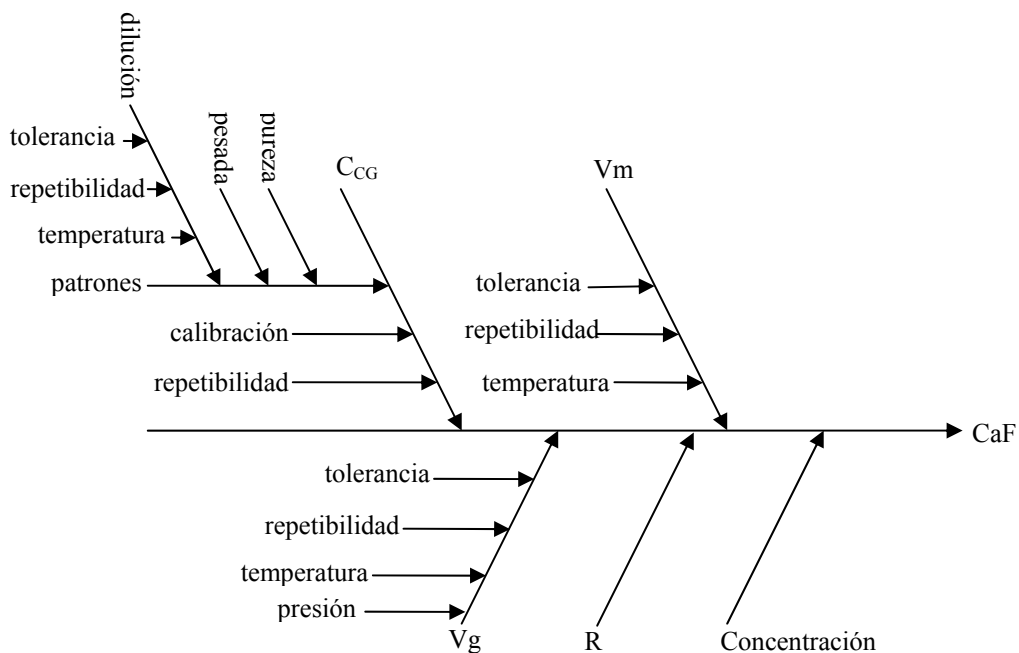 dilución
tolerancia
repetibilidad
temperatura
pesada
pureza
patrones
C_CG
calibración
repetibilidad
Vm
tolerancia
repetibilidad
temperatura
CaF
tolerancia
repetibilidad
temperatura
presión
Vg
R
Concentración